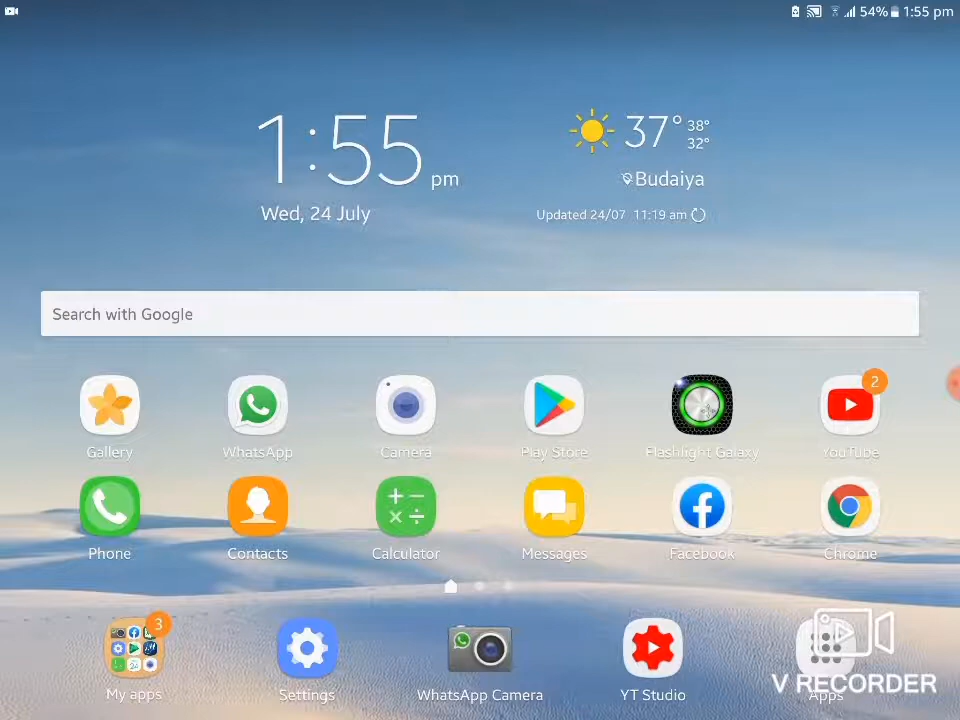 54% 1:55 pm
1:55 pm
37° 38°
32°
Budaiya
Wed, 24 July
Updated 24/07 11:19 am
Search with Google
2
Gallery WhatsApp Camera Play Store Flashlight Galaxy YouTube
Phone Contacts Calculator Messages Facebook Chrome
3
My apps Settings WhatsApp Camera YT Studio Apps
V RECORDER